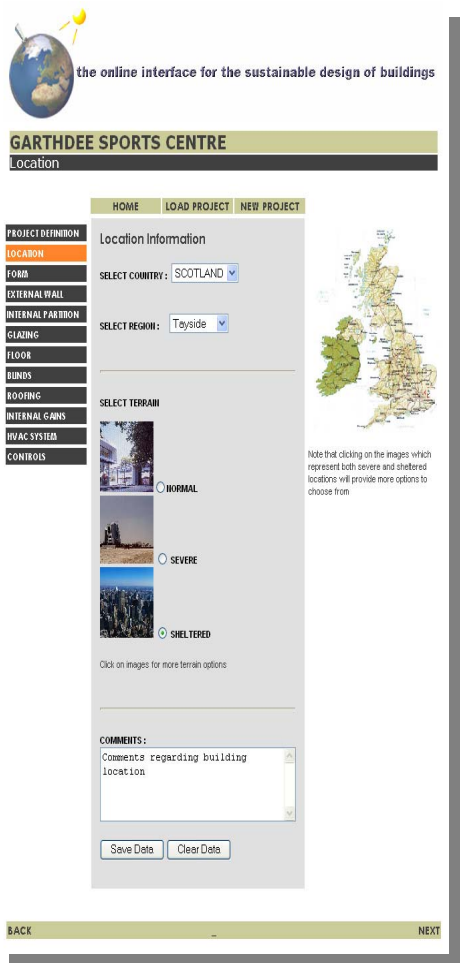 the online interface for the sustainable design of buildings
GARTHDEE SPORTS CENTRE
Location
HOME LOAD PROJECT NEW PROJECT
PROJECT DEFINITION
LOCATION
FORM
EXTERNAL WALL
INTERNAL PARTITION
GLAZING
FLOOR
BLINDS
ROOFING
INTERNAL GAINS
HVAC SYSTEM
CONTROLS
Location Information
SELECT COUNTRY : SCOTLAND
SELECT REGION : Tayside
SELECT TERRAIN
NORMAL
SEVERE
SHELTERED
Click on images for more terrain options
COMMENTS :
Comments regarding building
location
Save Data Clear Data
Note that clicking on the images which
represent both severe and sheltered
locations will provide more options to
choose from
BACK _ NEXT